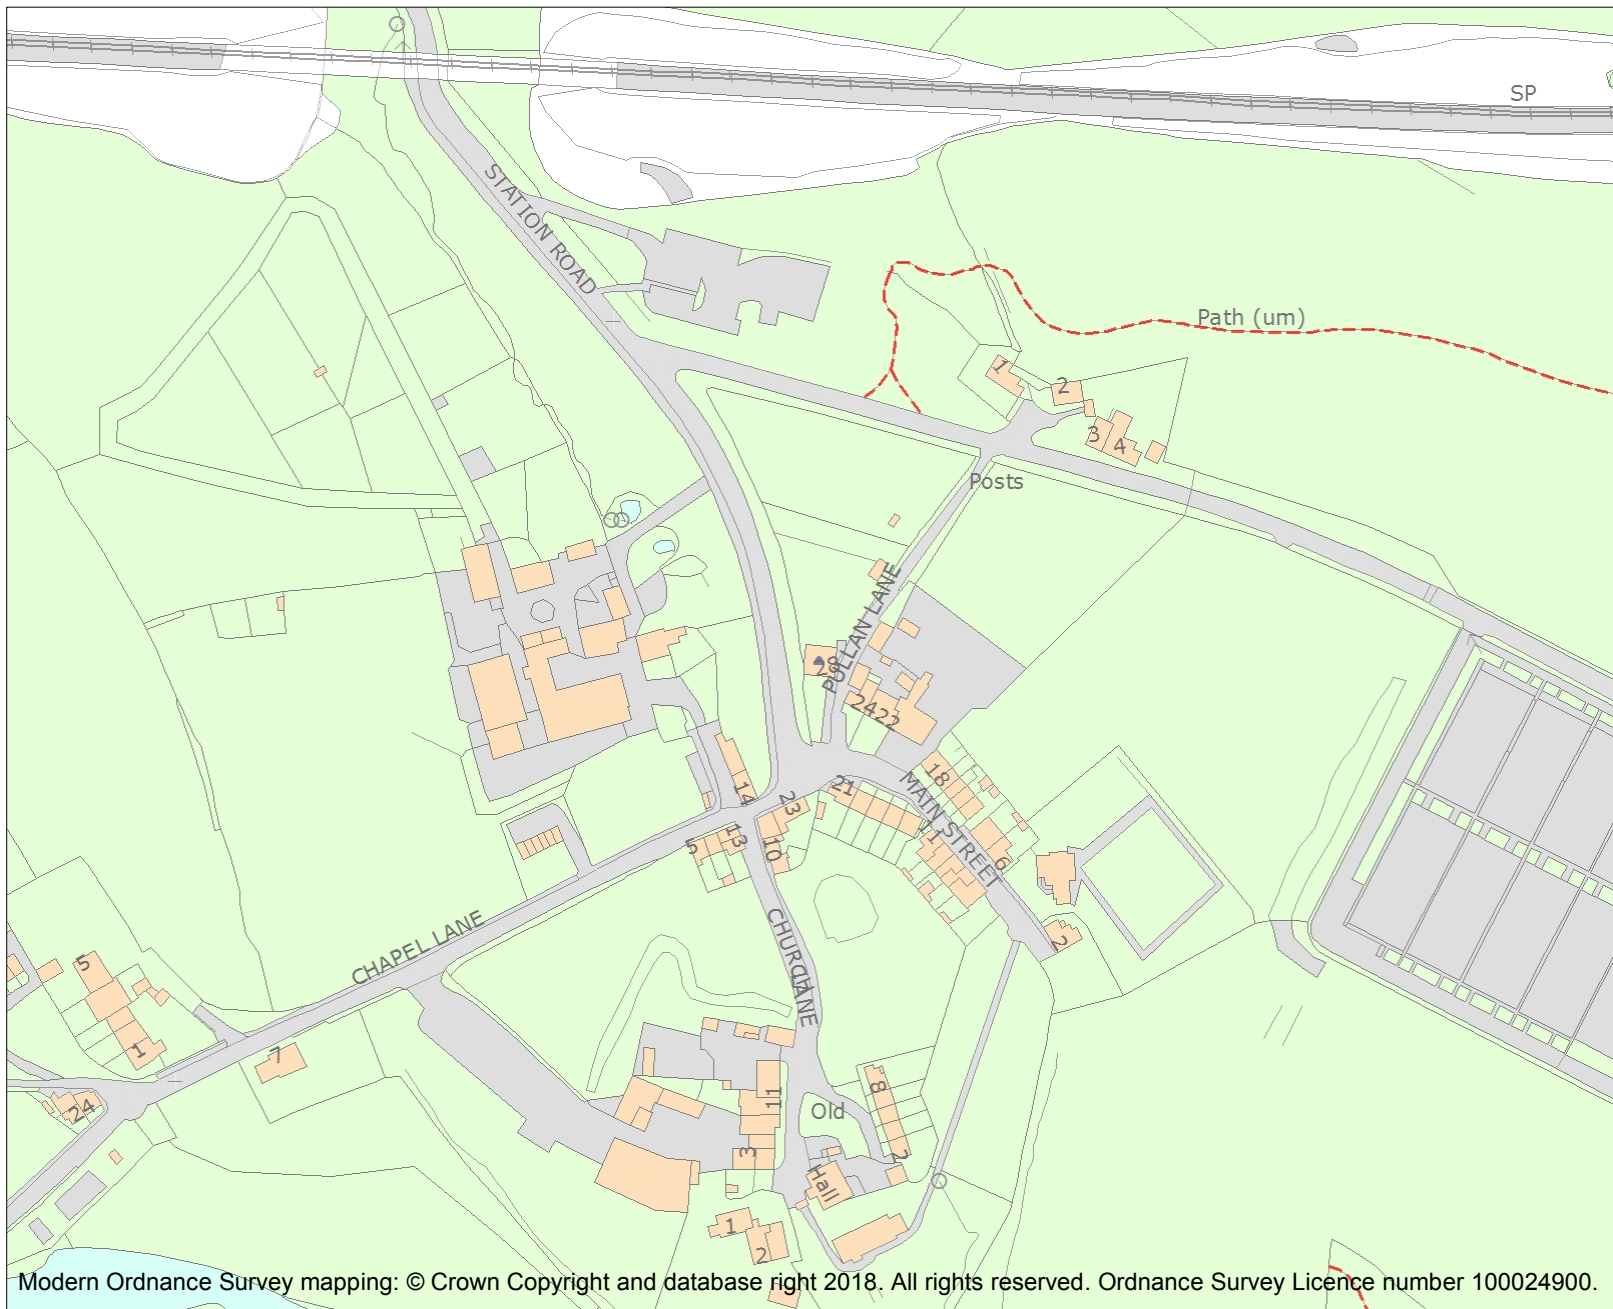 SP
STATION ROAD
Path (um)
1
2
3
4
Posts
PULLAN LANE
28
24 22
18
MAIN STREET
21
14
23
11
5
13
10
6
2
CHAPEL LANE
CHURCH LANE
5
1
7
24
11
8
Old
3
2
Hall
1
2
Modern Ordnance Survey mapping: © Crown Copyright and database right 2018. All rights reserved. Ordnance Survey Licence number 100024900.